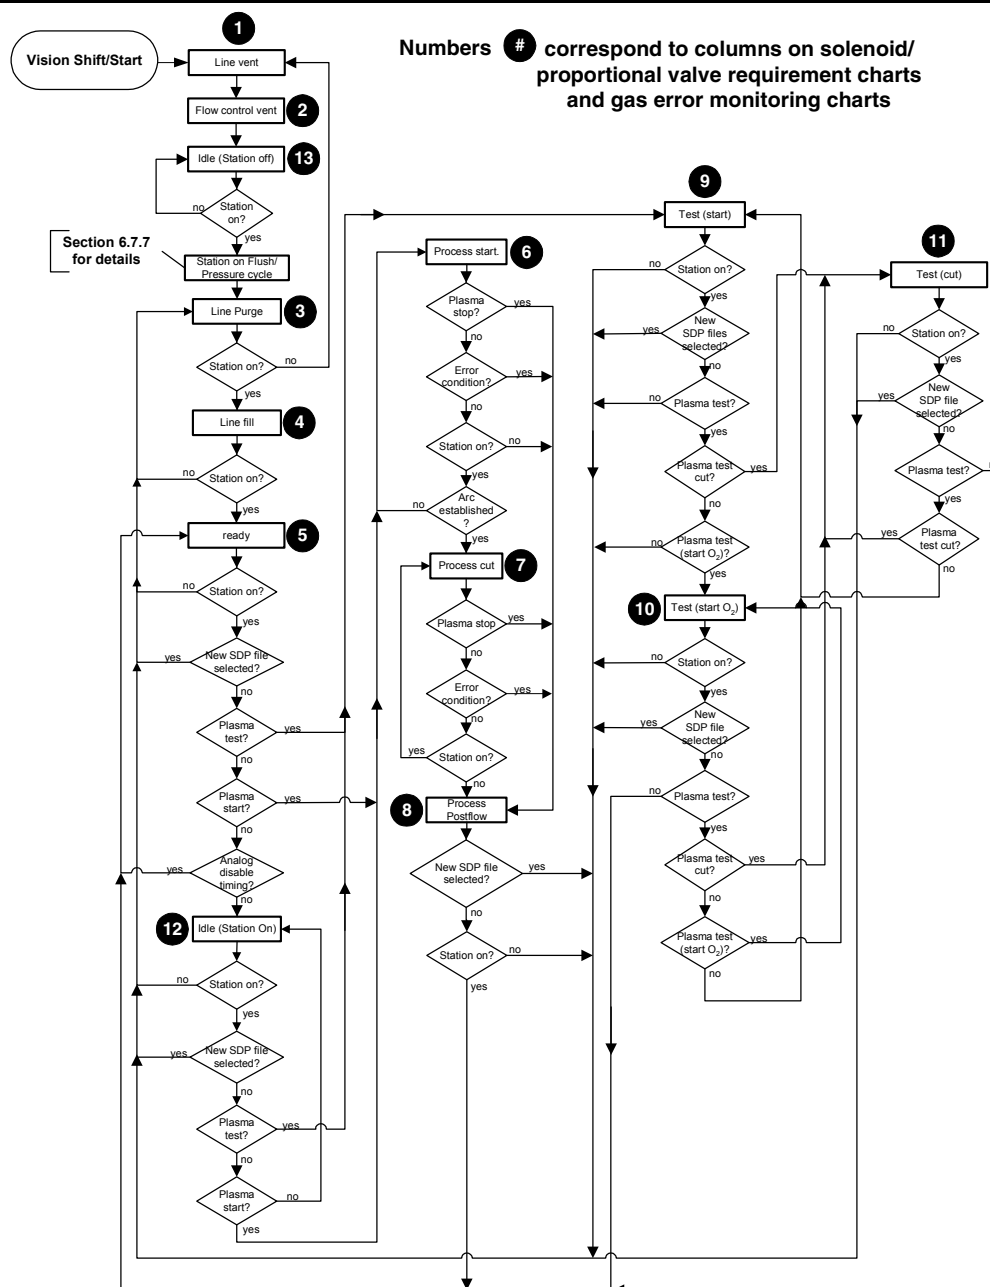 Numbers # correspond to columns on solenoid/
proportional valve requirement charts
and gas error monitoring charts
Vision Shift/Start
1
Line vent
Flow control vent
2
Idle (Station off)
13
Station
on?
no
yes
Section 6.7.7
for details
Station on Flush/
Pressure cycle
Line Purge
3
Station on?
no
yes
Line fill
4
no
Station on?
yes
ready
5
no
Station on?
yes
yes
New SDP file
selected?
no
Plasma
test?
yes
no
Plasma
start?
yes
no
yes
Analog
disable
timing?
no
12
Idle (Station On)
no
Station on?
yes
yes
New SDP file
selected?
no
Plasma
test?
yes
no
Plasma
start?
no
yes
Process start.
6
Plasma
stop?
yes
no
Error
condition?
yes
no
Station on?
no
yes
no
Arc
established
?
yes
Process cut
7
Plasma stop
yes
no
Error
condition?
yes
no
yes
Station on?
no
8
Process
Postflow
New SDP file
selected?
yes
no
Station on?
no
yes
9
Test (start)
no
Station on?
yes
yes
New
SDP files
selected?
no
no
Plasma test?
yes
Plasma test
cut?
yes
no
no
Plasma test
(start O2)?
yes
10
Test (start O2)
no
Station on?
yes
yes
New
SDP file
selected?
no
no
Plasma test?
yes
Plasma test
cut?
yes
no
Plasma test
(start O2)?
yes
no
11
Test (cut)
no
Station on?
yes
yes
New
SDP file
selected?
no
Plasma test?
yes
yes
Plasma
test cut?
no